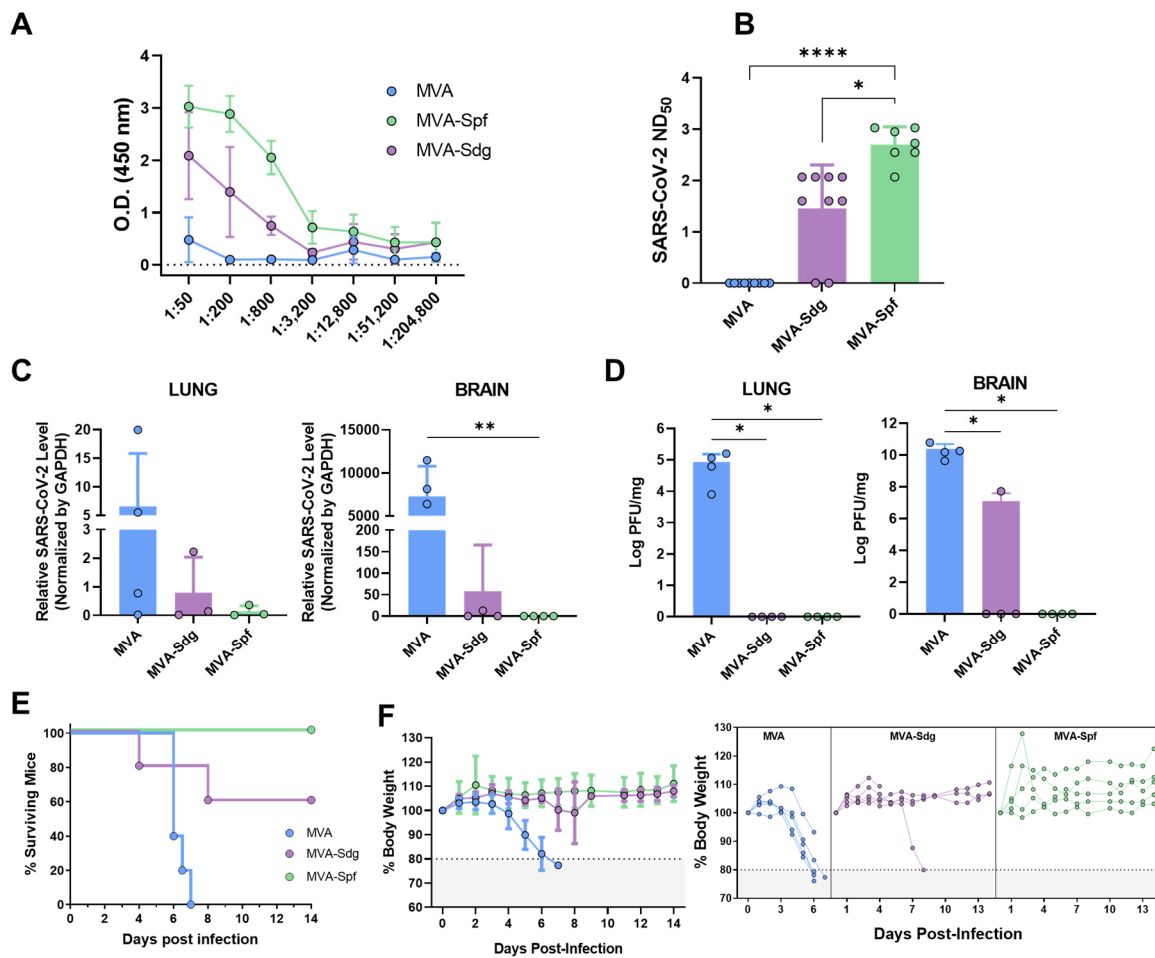 A
O.D. (450 nm)
4
3
2
1
0
1:50
1:200
1:800
1:3,200
1:12,800
1:51,200
1:204,800
MVA
MVA-Spf
MVA-Sdg
B
SARS-CoV-2 ND50
4
3
2
1
0
****
*
MVA
MVA-Sdg
MVA-Spf
C
LUNG
Relative SARS-CoV-2 Level
(Normalized by GAPDH)
20
15
10
5
3
2
1
0
MVA
MVA-Sdg
MVA-Spf
BRAIN
Relative SARS-CoV-2 Level
(Normalized by GAPDH)
15000
10000
5000
200
150
100
50
0
**
MVA
MVA-Sdg
MVA-Spf
D
LUNG
Log PFU/mg
6
5
4
3
2
1
0
*
*
MVA
MVA-Sdg
MVA-Spf
BRAIN
Log PFU/mg
12
10
8
6
4
2
0
*
*
MVA
MVA-Sdg
MVA-Spf
E
% Surviving Mice
100
80
60
40
20
0
0
4
6
8
14
Days post infection
MVA
MVA-Sdg
MVA-Spf
F
% Body Weight
130
120
110
100
90
80
70
60
50
0 2 4 6 8 10 12 14
Days Post-Infection
% Body Weight
130
120
110
100
90
80
70
MVA
MVA-Sdg
MVA-Spf
0 3 6
1 4 7 10 13
1 4 7 10 13
Days Post-Infection